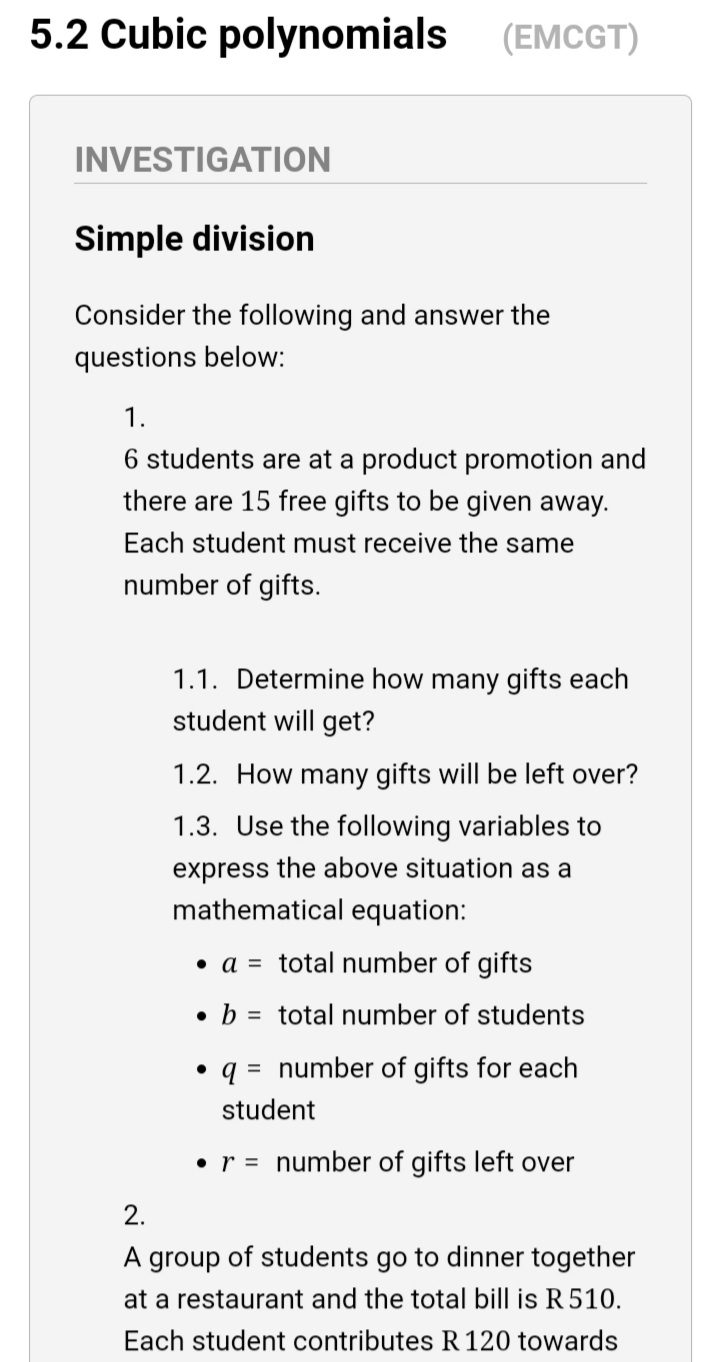 5.2 Cubic polynomials (EMCGT)
INVESTIGATION
Simple division
Consider the following and answer the
questions below:
1.
6 students are at a product promotion and
there are 15 free gifts to be given away.
Each student must receive the same
number of gifts.
1.1. Determine how many gifts each
student will get?
1.2. How many gifts will be left over?
1.3. Use the following variables to
express the above situation as a
mathematical equation:
• a = total number of gifts
• b = total number of students
• q = number of gifts for each
student
• r = number of gifts left over
2.
A group of students go to dinner together
at a restaurant and the total bill is R 510.
Each student contributes R 120 towards